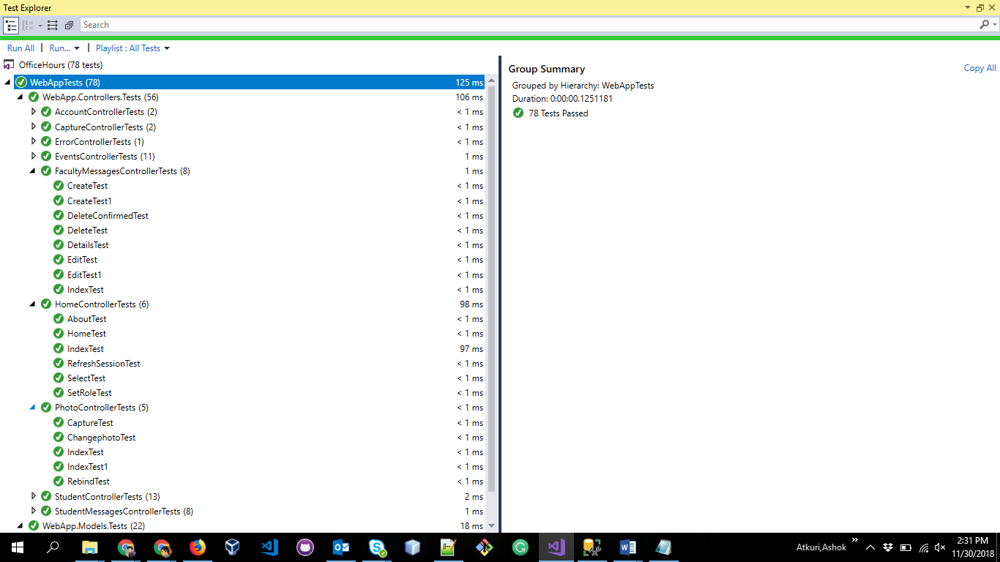 Test Explorer
Search
Run All | Run... | Playlist : All Tests
OfficeHours (78 tests)
WebAppTests (78) 125 ms
WebApp.Controllers.Tests (56) 106 ms
AccountControllerTests (2) < 1 ms
CaptureControllerTests (2) < 1 ms
ErrorControllerTests (1) < 1 ms
EventsControllerTests (11) 1 ms
FacultyMessagesControllerTests (8) 1 ms
CreateTest < 1 ms
CreateTest1 < 1 ms
DeleteConfirmedTest < 1 ms
DeleteTest < 1 ms
DetailsTest < 1 ms
EditTest < 1 ms
EditTest1 < 1 ms
IndexTest < 1 ms
HomeControllerTests (6) 98 ms
AboutTest < 1 ms
HomeTest < 1 ms
IndexTest 97 ms
RefreshSessionTest < 1 ms
SelectTest < 1 ms
SetRoleTest < 1 ms
PhotoControllerTests (5) < 1 ms
CaptureTest < 1 ms
ChangephotoTest < 1 ms
IndexTest < 1 ms
IndexTest1 < 1 ms
RebindTest < 1 ms
StudentControllerTests (13) 2 ms
StudentMessagesControllerTests (8) 1 ms
WebApp.Models.Tests (22) 18 ms
Group Summary
Copy All
Grouped by Hierarchy: WebAppTests
Duration: 0:00:00.1251181
78 Tests Passed
Atkuri,Ashok
2:31 PM
11/30/2018